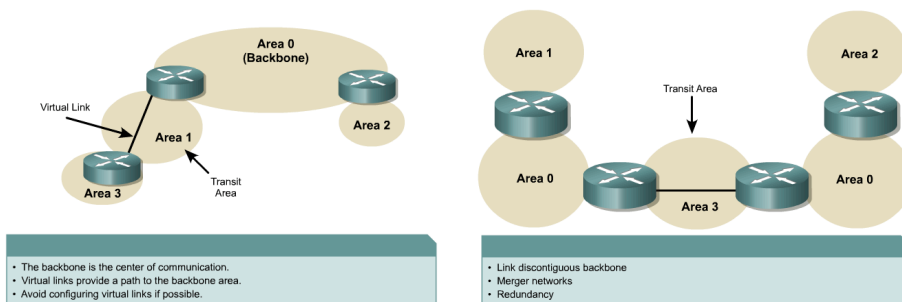 Area 0
(Backbone)
Virtual Link
Area 1
Area 2
Area 3
Transit
Area
• The backbone is the center of communication.
• Virtual links provide a path to the backbone area.
• Avoid configuring virtual links if possible.
Area 1
Area 2
Transit Area
Area 0
Area 0
Area 3
• Link discontiguous backbone
• Merger networks
• Redundancy